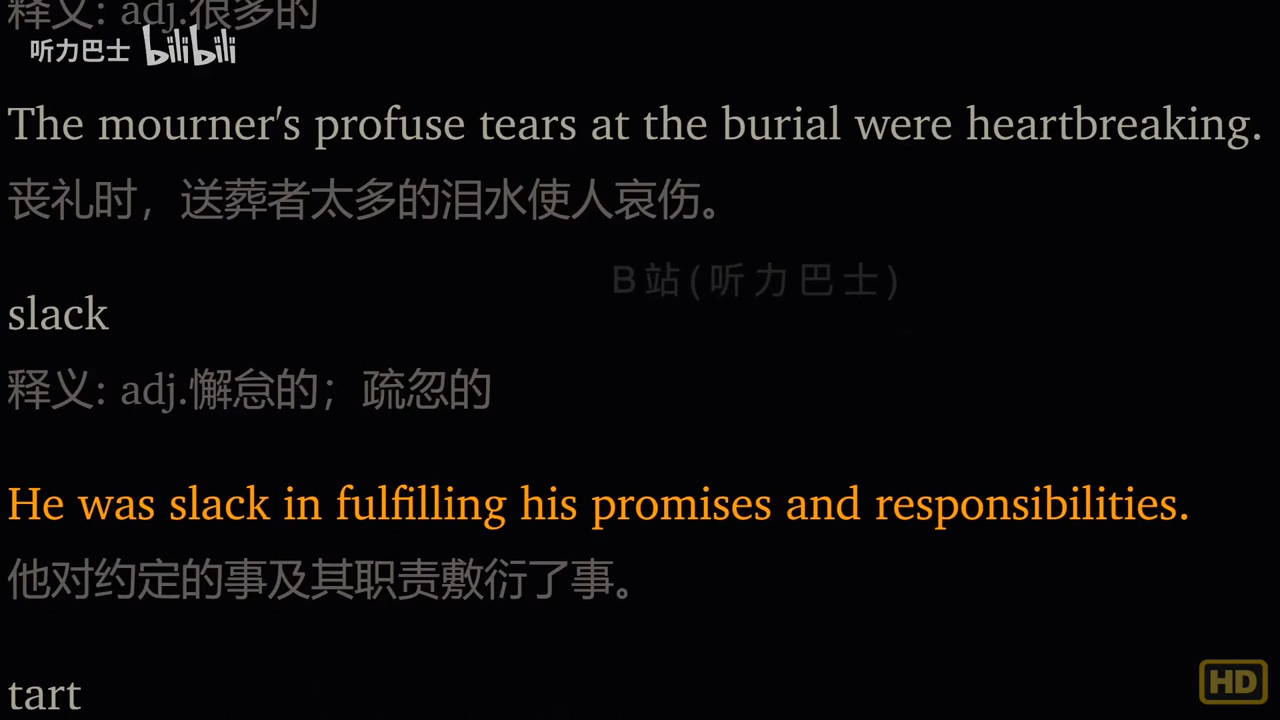 释义: adj.很多的
听力巴士 bilibili
The mourner's profuse tears at the burial were heartbreaking.
丧礼时，送葬者太多的泪水使人哀伤。
B站(听力巴士)
slack
释义: adj.懈怠的；疏忽的
He was slack in fulfilling his promises and responsibilities.
他对约定的事及其职责敷衍了事。
tart
HD